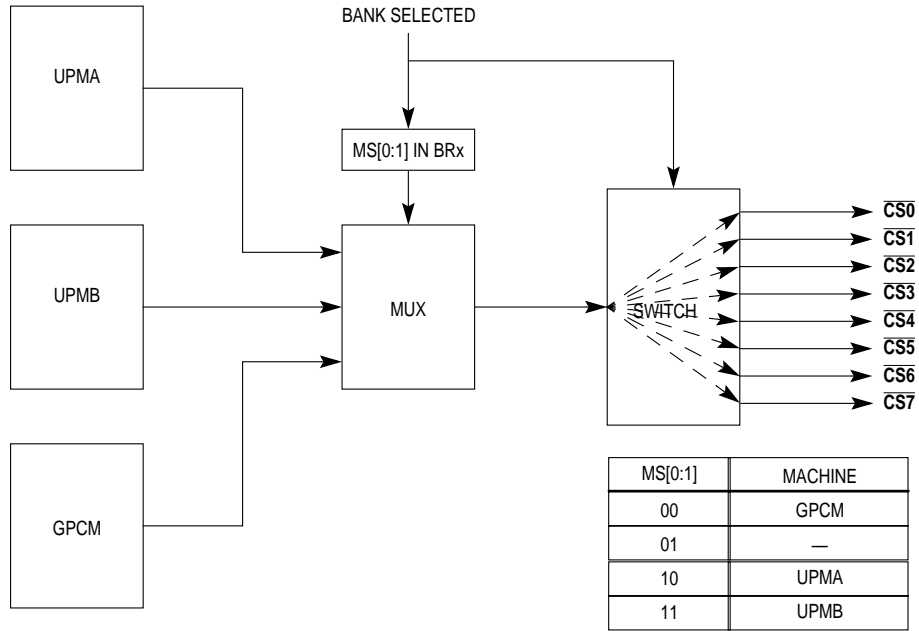 BANK SELECTED
UPMA
MS[0:1] IN BRx
UPMB
MUX
SWITCH
CS0
CS1
CS2
CS3
CS4
CS5
CS6
CS7
GPCM
MS[0:1] MACHINE
00 GPCM
01 —
10 UPMA
11 UPMB